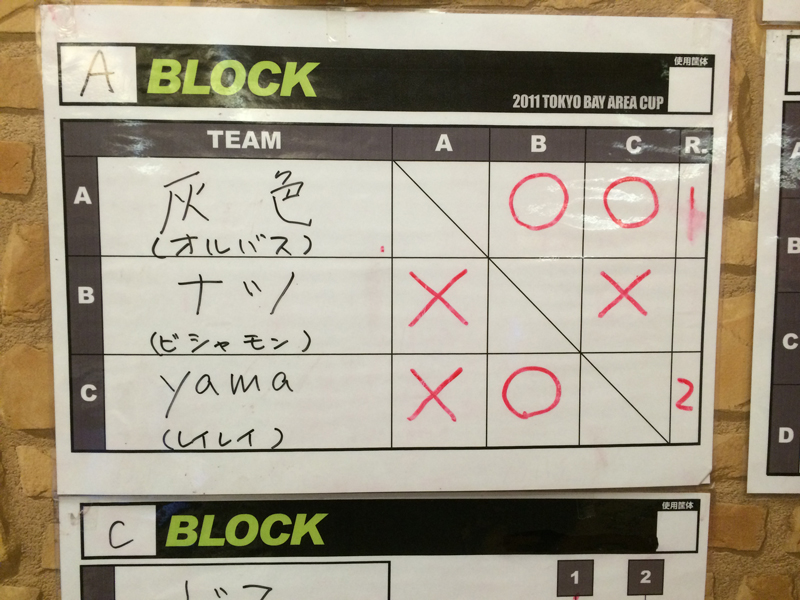 A BLOCK
使用筐体
2011 TOKYO BAY AREA CUP
TEAM A B C R.
A 灰色 ○ ○ 1
(オルバス)
B ナツ × ×
(ビシャモン)
C yama × ○ 2
(レイレイ)
C BLOCK
使用筐体
1 2
A
B
C
D